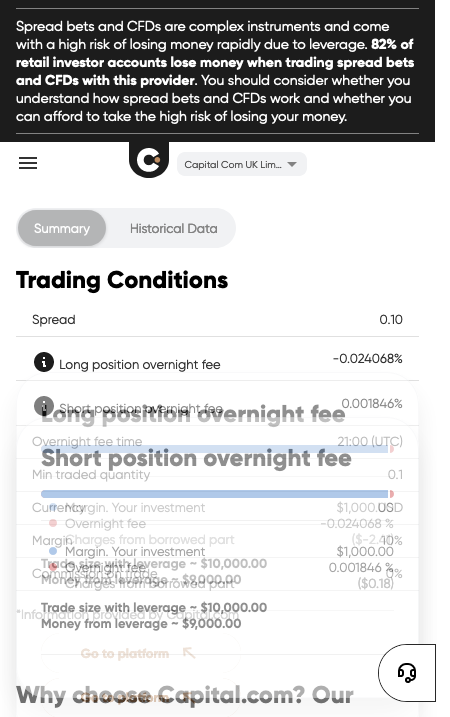 Spread bets and CFDs are complex instruments and come
with a high risk of losing money rapidly due to leverage. 82% of
retail investor accounts lose money when trading spread bets
and CFDs with this provider. You should consider whether you
understand how spread bets and CFDs work and whether you
can afford to take the high risk of losing your money.
Capital Com UK Lim...
Summary Historical Data
Trading Conditions
Spread 0.10
Long position overnight fee -0.024068%
Short position overnight fee 0.001846%
Long position overnight fee
Overnight fee time 21:00 (UTC)
Short position overnight fee
Min traded quantity 0.1
Currency USD
Margin. Your investment $1,000.00
Overnight fee -0.024068 %
Margin 10%
Charges from borrowed part
Margin. Your investment $1,000.00
Trade size with leverage ~ $10,000.00
Overnight fee 0.001846 %
Commission on trade 0%
Money from leverage ~ $9,000.00
Charges from borrowed part ($0.18)
Trade size with leverage ~ $10,000.00
*Information provided by Capital.com
Money from leverage ~ $9,000.00
Go to platform
Why choose Capital.com? Our